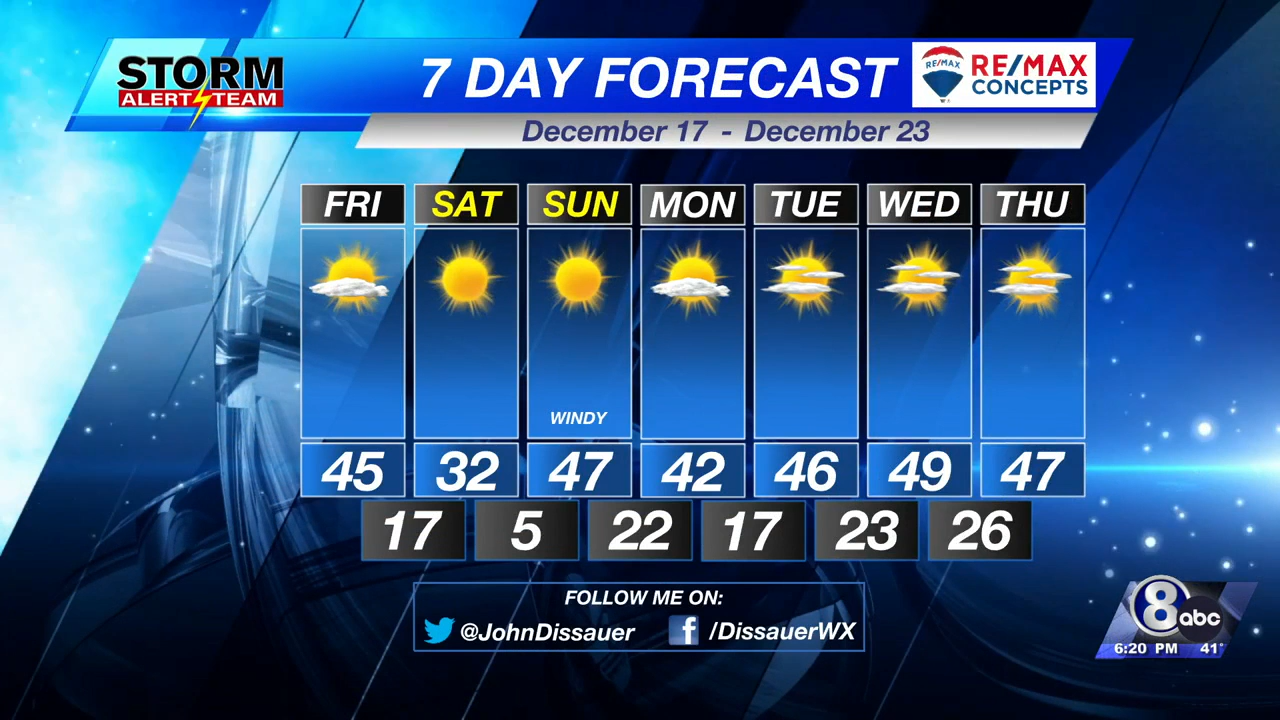 STORM
ALERT TEAM
7 DAY FORECAST
RE/MAX
RE/MAX
CONCEPTS
December 17 - December 23
FRI SAT SUN MON TUE WED THU
WINDY
45 32 47 42 46 49 47
17 5 22 17 23 26
FOLLOW ME ON:
@JohnDissauer f /DissauerWX
8 abc
6:20 PM 41°